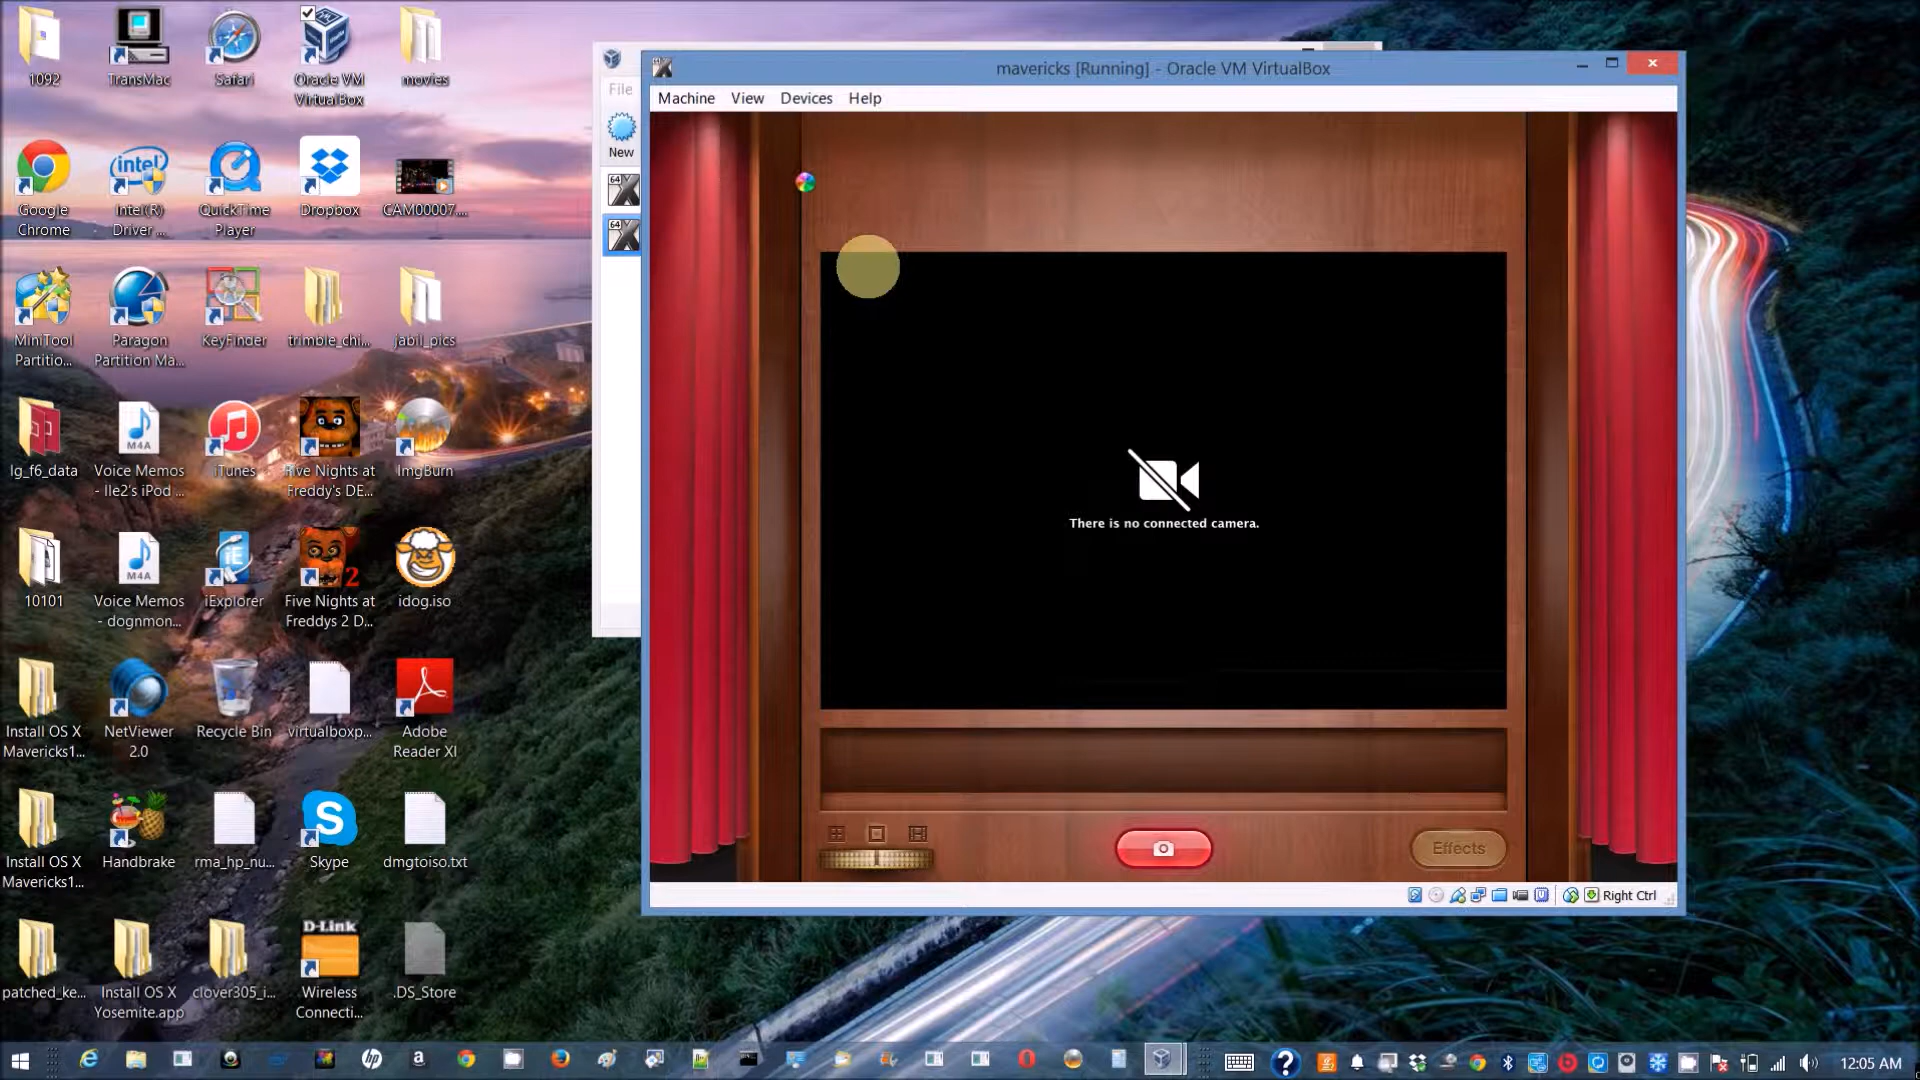 1092
TransMac
Safari
Oracle VM
VirtualBox
movies
Google
Chrome
Intel(R)
Driver ...
QuickTime
Player
Dropbox
CAM00007....
MiniTool
Partitio...
Paragon
Partition Ma...
KeyFinder
trimble_chi...
jabil_pics
lg_f6_data
M4A
Voice Memos
- lle2's iPod ...
iTunes
Five Nights at
Freddy's DE...
ImgBurn
10101
M4A
Voice Memos
- dognmon...
iExplorer
2
Five Nights at
Freddys 2 D...
idog.iso
Install OS X
Mavericks1...
NetViewer
2.0
Recycle Bin
virtualboxp...
Adobe
Reader XI
Install OS X
Mavericks1...
Handbrake
rma_hp_nu...
Skype
dmgtoiso.txt
patched_ke...
Install OS X
Yosemite.app
clover305_i...
D-Link
Wireless
Connecti...
.DS_Store
File
New
64
64
mavericks [Running] - Oracle VM VirtualBox
Machine View Devices Help
There is no connected camera.
Effects
Right Ctrl
12:05 AM